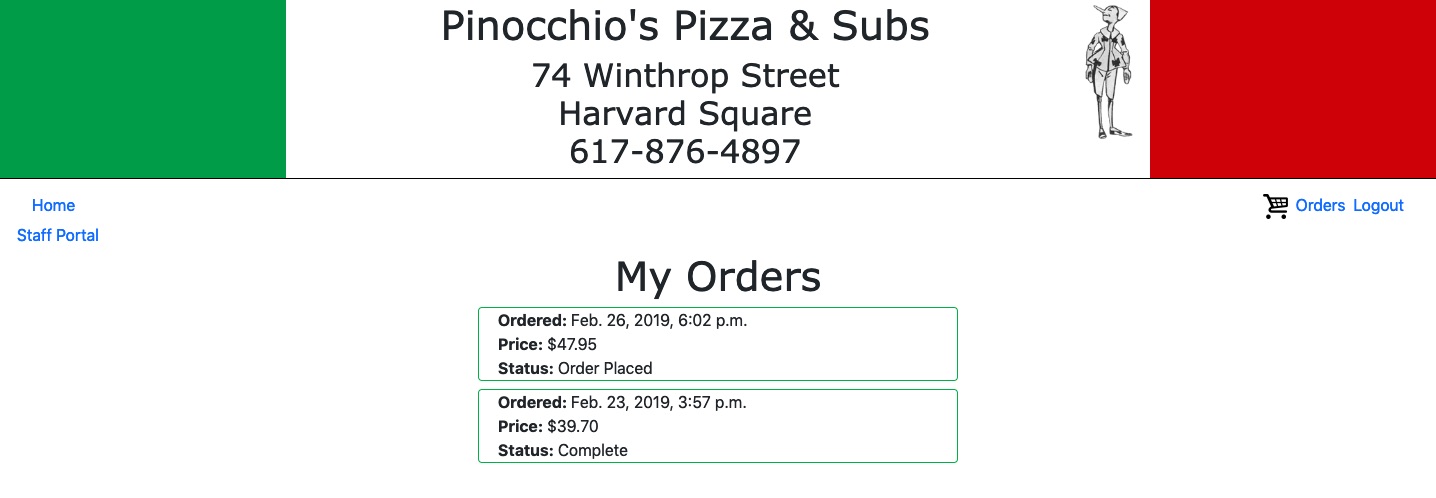 Pinocchio's Pizza & Subs
74 Winthrop Street
Harvard Square
617-876-4897
Home
Orders Logout
Staff Portal
My Orders
Ordered: Feb. 26, 2019, 6:02 p.m.
Price: $47.95
Status: Order Placed
Ordered: Feb. 23, 2019, 3:57 p.m.
Price: $39.70
Status: Complete